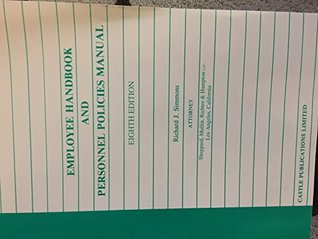 EMPLOYEE HANDBOOK
AND
PERSONNEL POLICIES MANUAL
EIGHTH EDITION
Richard J. Simmons
ATTORNEY
Sheppard, Mullin, Richter & Hampton LLP
Los Angeles, California
CASTLE PUBLICATIONS LIMITED